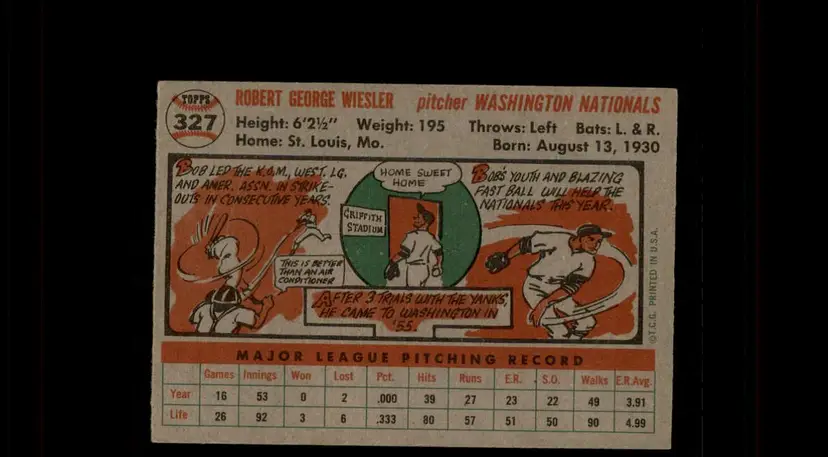 TOPPS
327
ROBERT GEORGE WIESLER pitcher WASHINGTON NATIONALS
Height: 6'2½" Weight: 195 Throws: Left Bats: L. & R.
Home: St. Louis, Mo. Born: August 13, 1930
BOB LED THE K.O.M., WEST. LG.
AND AMER. ASSN. IN STRIKE-
OUTS IN CONSECUTIVE YEARS.
THIS IS BETTER
THAN AN AIR
CONDITIONER
HOME SWEET
HOME
GRIFFITH
STADIUM
AFTER 3 TRIALS WITH THE YANKS,
HE CAME TO WASHINGTON IN
'55.
BOB'S YOUTH AND BLAZING
FAST BALL WILL HELP THE
NATIONALS THIS YEAR.
©T.C.G. PRINTED IN U.S.A.
MAJOR LEAGUE PITCHING RECORD
Games Innings Won Lost Pct. Hits Runs E.R. S.O. Walks E.R.Avg.
Year 16 53 0 2 .000 39 27 23 22 49 3.91
Life 26 92 3 6 .333 80 57 51 50 90 4.99